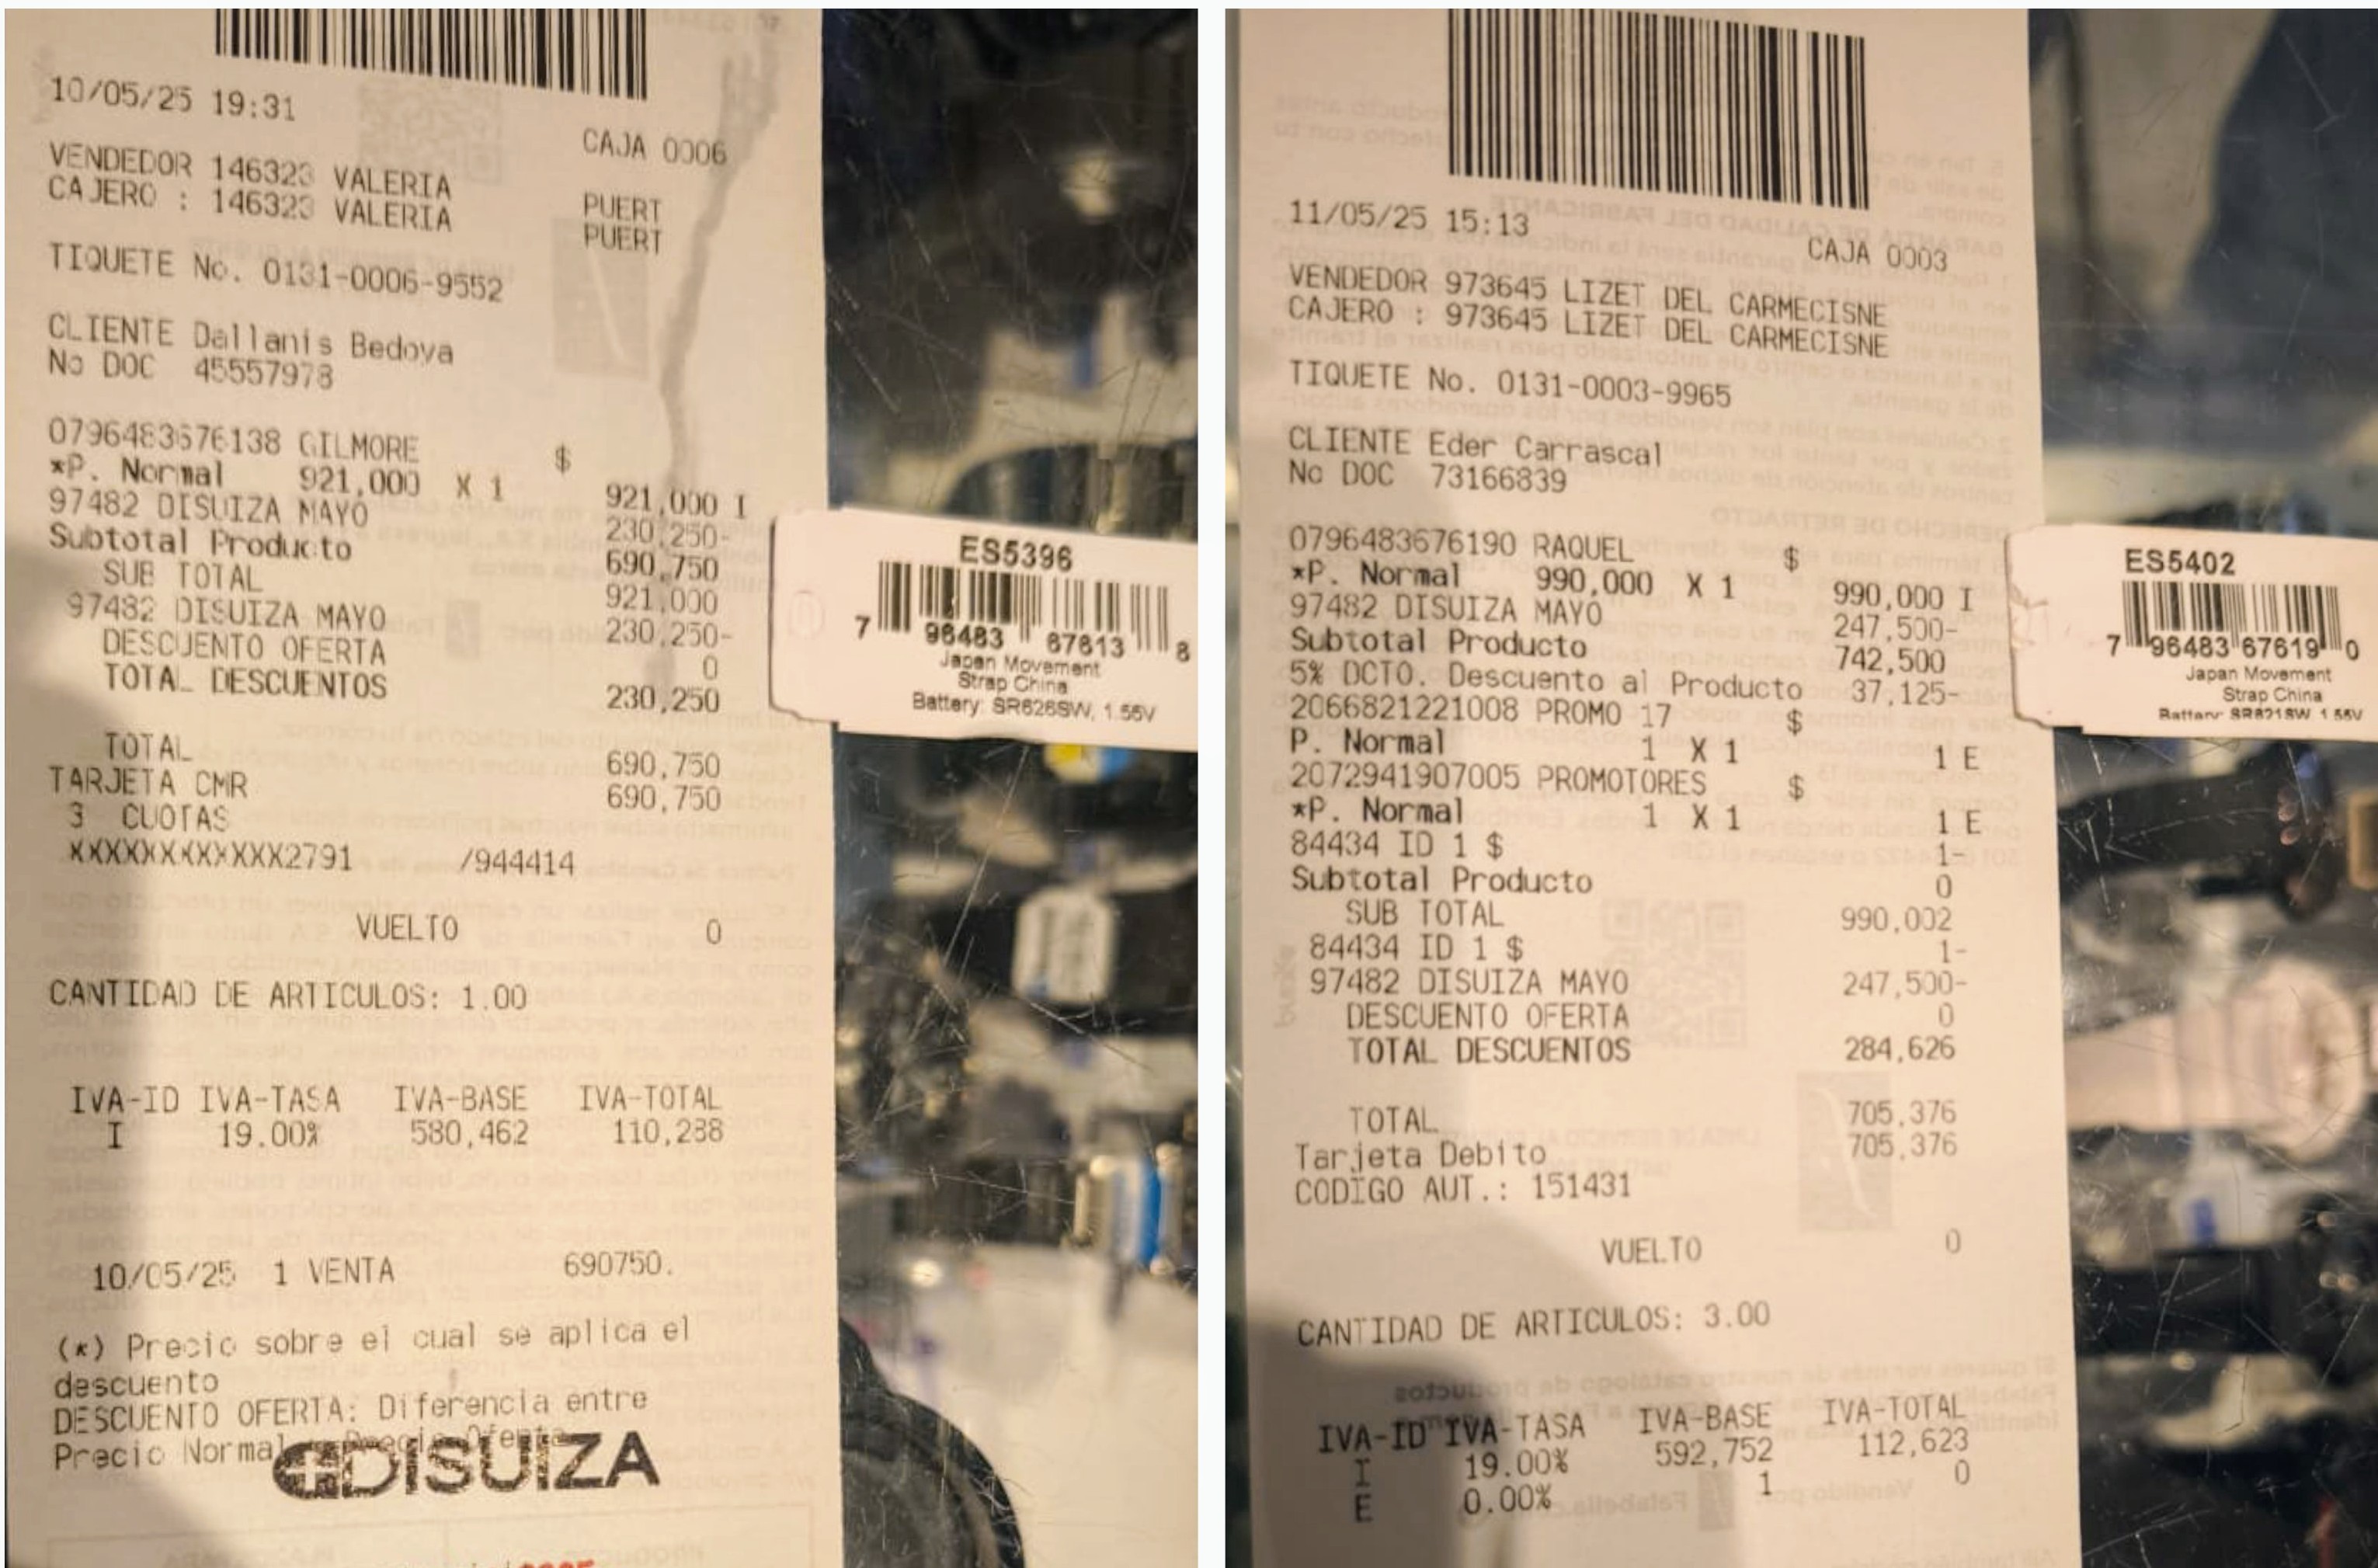 10/05/25 19:31
CAJA 0006
VENDEDOR 146323 VALERIA PUERT
CAJERO : 146323 VALERIA PUERT
TIQUETE No. 0131-0006-9552
CLIENTE Dallanis Bedoya
No DOC 45557978
0796483676138 GILMORE $
*P. Normal 921,000 X 1 921,000 I
97482 DISUIZA MAYO 230,250-
Subtotal Producto 690,750
SUB TOTAL 921,000
97482 DISUIZA MAYO 230,250-
DESCUENTO OFERTA 0
TOTAL DESCUENTOS 230,250
TOTAL 690,750
TARJETA CMR 690,750
3 CUOTAS
XXXXXXXXXXXX2791 /944414
VUELTO 0
CANTIDAD DE ARTICULOS: 1.00
IVA-ID IVA-TASA IVA-BASE IVA-TOTAL
I 19.00% 580,462 110,288
10/05/25 1 VENTA 690750.
(*) Precio sobre el cual se aplica el
descuento
DESCUENTO OFERTA: Diferencia entre
Precio Normal - Precio Oferta
DISUIZA
ES5396
7 96483 67613 8
Japan Movement
Strap China
Battery: SR626SW, 1.55V
11/05/25 15:13
CAJA 0003
VENDEDOR 973645 LIZET DEL CARMECISNE
CAJERO : 973645 LIZET DEL CARMECISNE
TIQUETE No. 0131-0003-9965
CLIENTE Eder Carrascal
No DOC 73166839
0796483676190 RAQUEL $
*P. Normal 990,000 X 1 990,000 I
97482 DISUIZA MAYO 247,500-
Subtotal Producto 742,500
5% DCTO. Descuento al Producto 37,125-
2066821221008 PROMO 17 $
P. Normal 1 X 1 1 E
2072941907005 PROMOTORES $
*P. Normal 1 X 1 1 E
84434 ID 1 $ 1-
Subtotal Producto 0
SUB TOTAL 990,002
84434 ID 1 $ 1-
97482 DISUIZA MAYO 247,500-
DESCUENTO OFERTA 0
TOTAL DESCUENTOS 284,626
TOTAL 705,376
Tarjeta Debito 705,376
CODIGO AUT.: 151431
VUELTO 0
CANTIDAD DE ARTICULOS: 3.00
IVA-ID IVA-TASA IVA-BASE IVA-TOTAL
I 19.00% 592,752 112,623
E 0.00% 1 0
ES5402
7 96483 67619 0
Japan Movement
Strap China
Battery: SR621SW, 1.55V